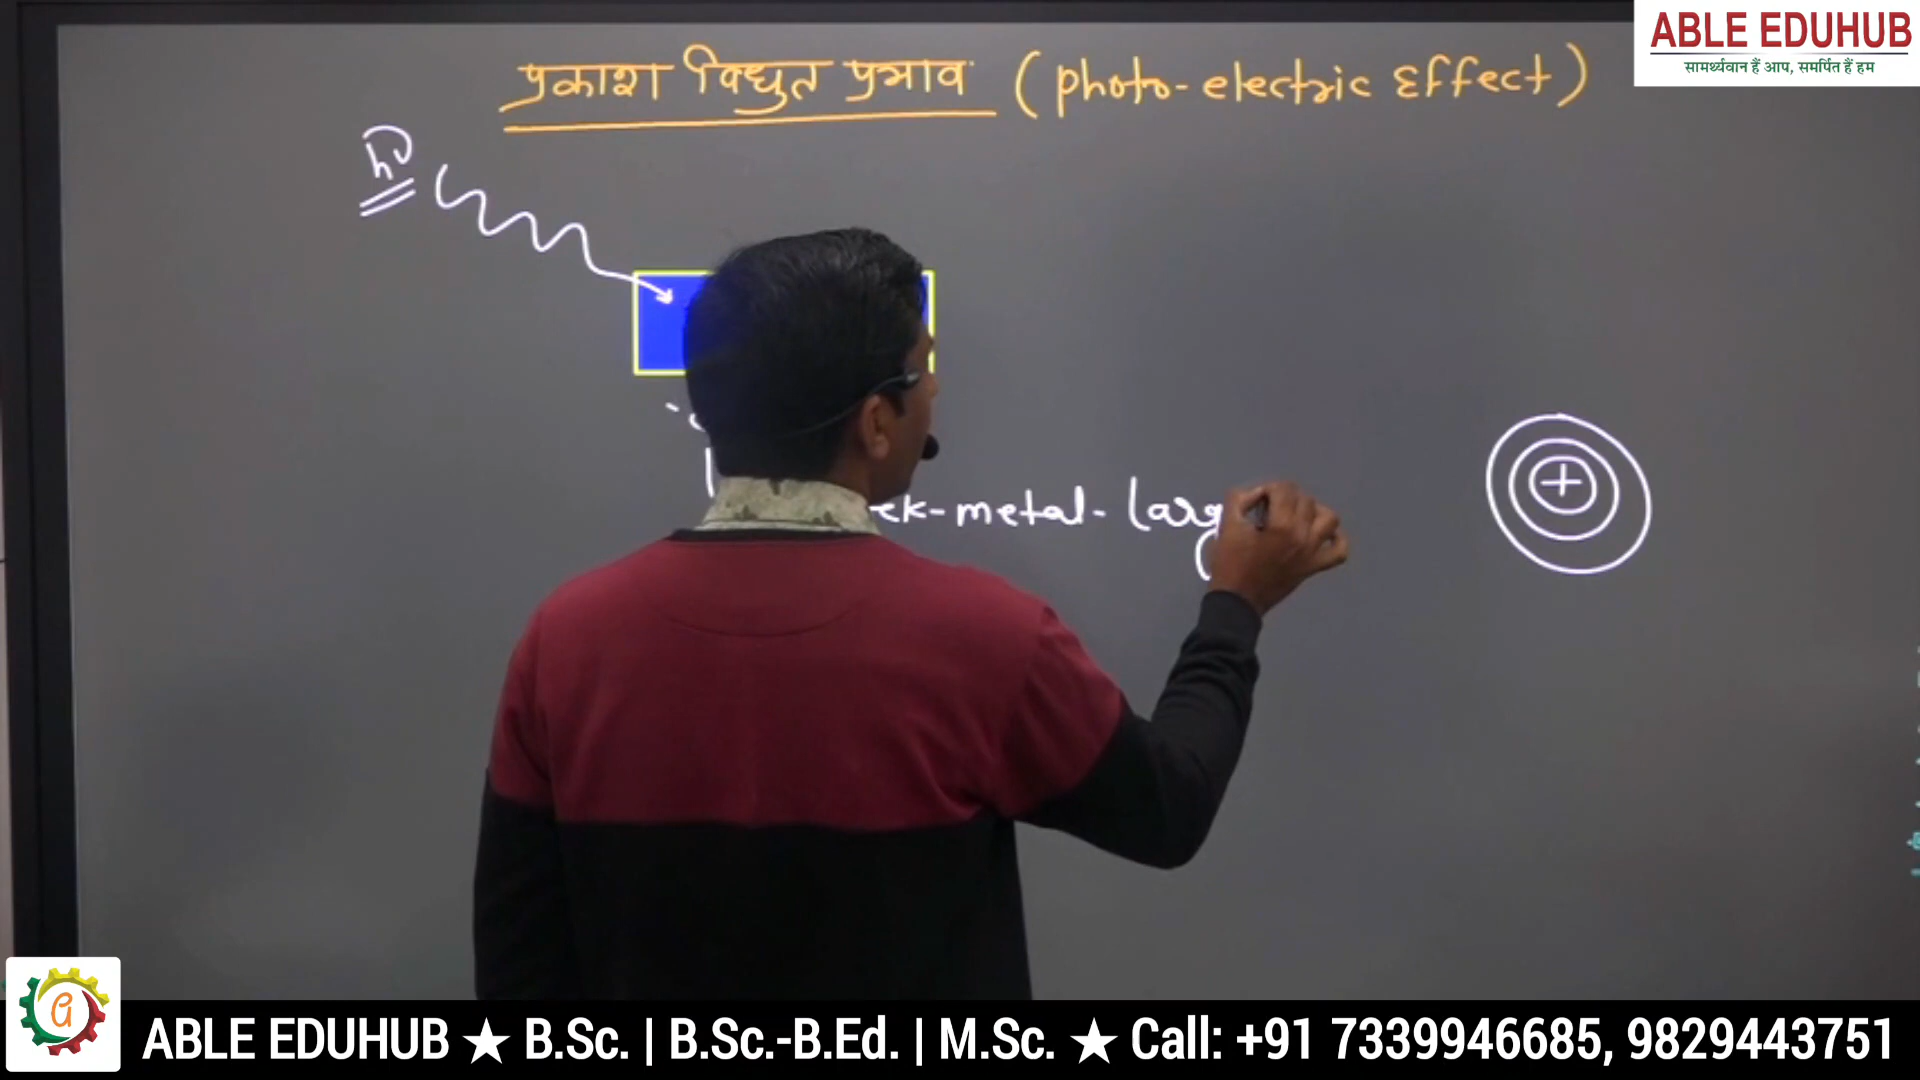 ABLE EDUHUB
सामर्थ्यवान हैं आप, समर्पित हैं हम
प्रकाश विद्युत प्रभाव (photo-electric Effect)
hν
+
ek-metal-larg
ABLE EDUHUB ★ B.Sc. | B.Sc.-B.Ed. | M.Sc. ★ Call: +91 7339946685, 9829443751